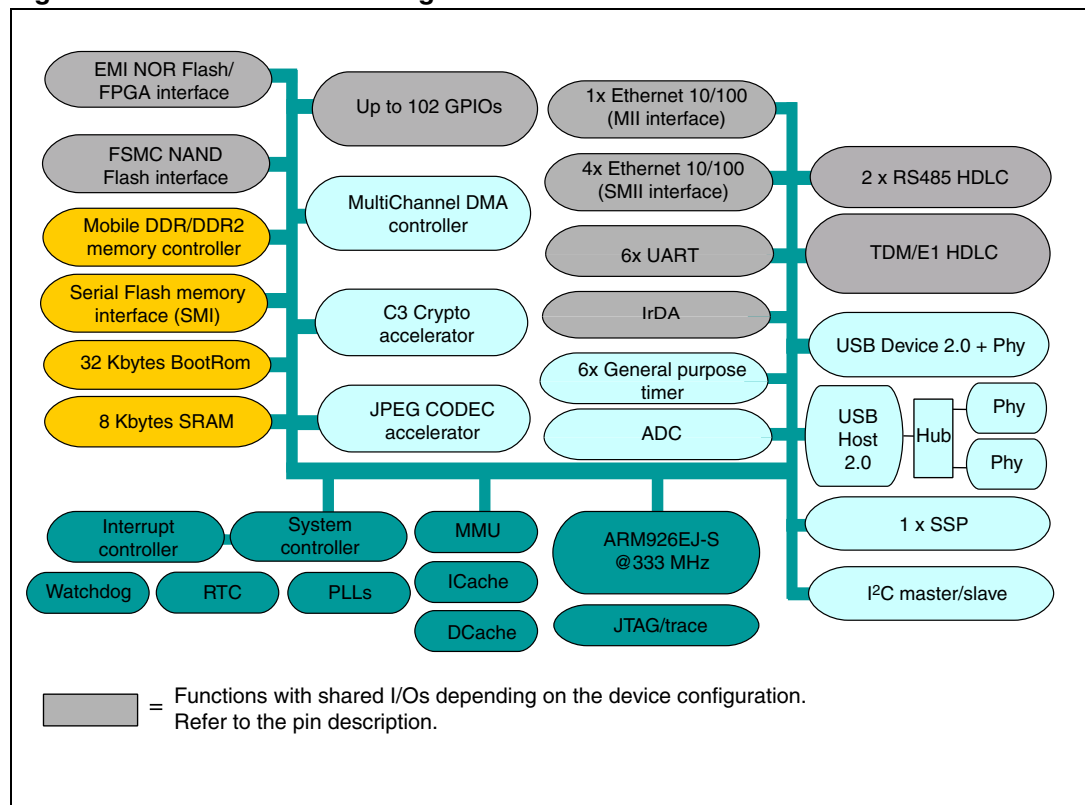 EMI NOR Flash/
FPGA interface
Up to 102 GPIOs
FSMC NAND
Flash interface
MultiChannel DMA
controller
Mobile DDR/DDR2
memory controller
Serial Flash memory
interface (SMI)
C3 Crypto
accelerator
32 Kbytes BootRom
8 Kbytes SRAM
JPEG CODEC
accelerator
1x Ethernet 10/100
(MII interface)
4x Ethernet 10/100
(SMII interface)
2 x RS485 HDLC
6x UART
TDM/E1 HDLC
IrDA
USB Device 2.0 + Phy
6x General purpose
timer
ADC
USB
Host
2.0
Hub
Phy
Phy
1 x SSP
I²C master/slave
Interrupt
controller
System
controller
MMU
ARM926EJ-S
@333 MHz
Watchdog
RTC
PLLs
ICache
DCache
JTAG/trace
= Functions with shared I/Os depending on the device configuration.
Refer to the pin description.